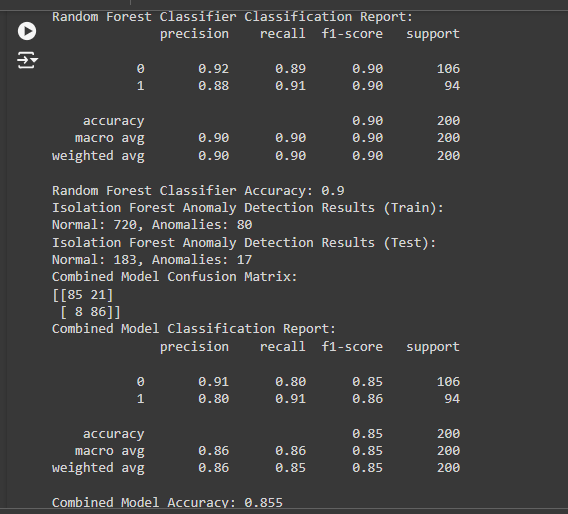 Random Forest Classifier Classification Report:
precision recall f1-score support
0 0.92 0.89 0.90 106
1 0.88 0.91 0.90 94
accuracy 0.90 200
macro avg 0.90 0.90 0.90 200
weighted avg 0.90 0.90 0.90 200
Random Forest Classifier Accuracy: 0.9
Isolation Forest Anomaly Detection Results (Train):
Normal: 720, Anomalies: 80
Isolation Forest Anomaly Detection Results (Test):
Normal: 183, Anomalies: 17
Combined Model Confusion Matrix:
[[85 21]
[ 8 86]]
Combined Model Classification Report:
precision recall f1-score support
0 0.91 0.80 0.85 106
1 0.80 0.91 0.86 94
accuracy 0.85 200
macro avg 0.86 0.86 0.85 200
weighted avg 0.86 0.85 0.85 200
Combined Model Accuracy: 0.855